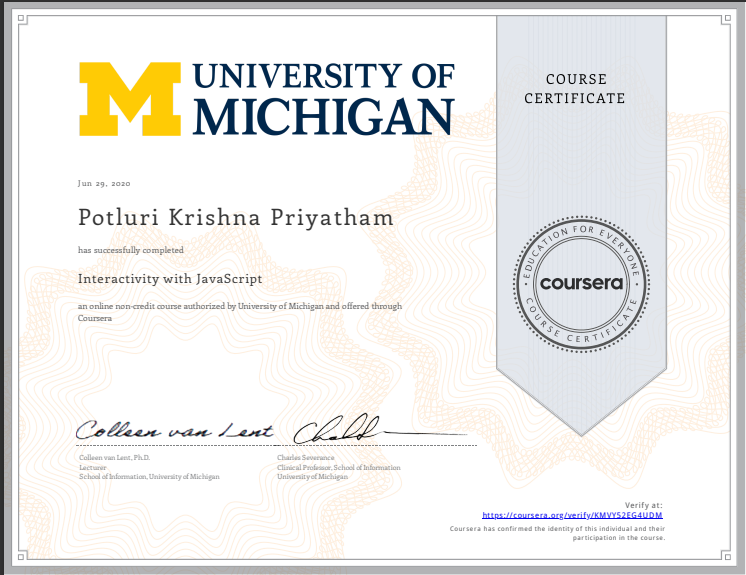 UNIVERSITY OF
MICHIGAN
COURSE
CERTIFICATE
Jun 29, 2020
Potluri Krishna Priyatham
has successfully completed
Interactivity with JavaScript
an online non-credit course authorized by University of Michigan and offered through
Coursera
EDUCATION FOR EVERYONE
coursera
COURSE CERTIFICATE
Colleen van Lent
Colleen van Lent, Ph.D.
Lecturer
School of Information, University of Michigan
Charles Severance
Clinical Professor, School of Information
University of Michigan
Verify at:
https://coursera.org/verify/KMVY52EG4UDM
Coursera has confirmed the identity of this individual and their
participation in the course.